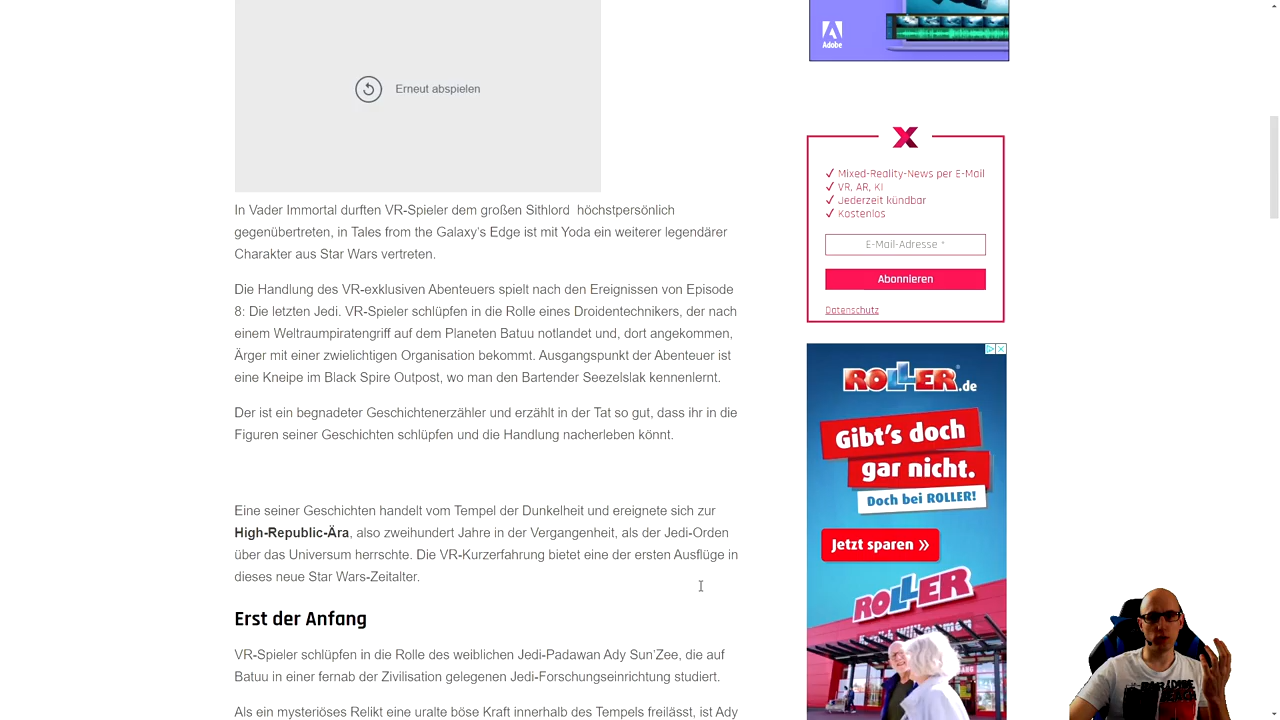 Adobe
Erneut abspielen
In Vader Immortal durften VR-Spieler dem großen Sithlord höchstpersönlich
gegenübertreten, in Tales from the Galaxy's Edge ist mit Yoda ein weiterer legendärer
Charakter aus Star Wars vertreten.
Die Handlung des VR-exklusiven Abenteuers spielt nach den Ereignissen von Episode
8: Die letzten Jedi. VR-Spieler schlüpfen in die Rolle eines Droidentechnikers, der nach
einem Weltraumpiratengriff auf dem Planeten Batuu notlandet und, dort angekommen,
Ärger mit einer zwielichtigen Organisation bekommt. Ausgangspunkt der Abenteuer ist
eine Kneipe im Black Spire Outpost, wo man den Bartender Seezelslak kennenlernt.
Der ist ein begnadeter Geschichtenerzähler und erzählt in der Tat so gut, dass ihr in die
Figuren seiner Geschichten schlüpfen und die Handlung nacherleben könnt.
Eine seiner Geschichten handelt vom Tempel der Dunkelheit und ereignete sich zur
High-Republic-Ära, also zweihundert Jahre in der Vergangenheit, als der Jedi-Orden
über das Universum herrschte. Die VR-Kurzerfahrung bietet eine der ersten Ausflüge in
dieses neue Star Wars-Zeitalter.
Erst der Anfang
VR-Spieler schlüpfen in die Rolle des weiblichen Jedi-Padawan Ady Sun'Zee, die auf
Batuu in einer fernab der Zivilisation gelegenen Jedi-Forschungseinrichtung studiert.
Als ein mysteriöses Relikt eine uralte böse Kraft innerhalb des Tempels freilässt, ist Ady
X
✓ Mixed-Reality-News per E-Mail
✓ VR, AR, KI
✓ Jederzeit kündbar
✓ Kostenlos
E-Mail-Adresse *
Abonnieren
Datenschutz
ROLLER.de
Gibt's doch
gar nicht.
Doch bei ROLLER!
Jetzt sparen »
ROLLER